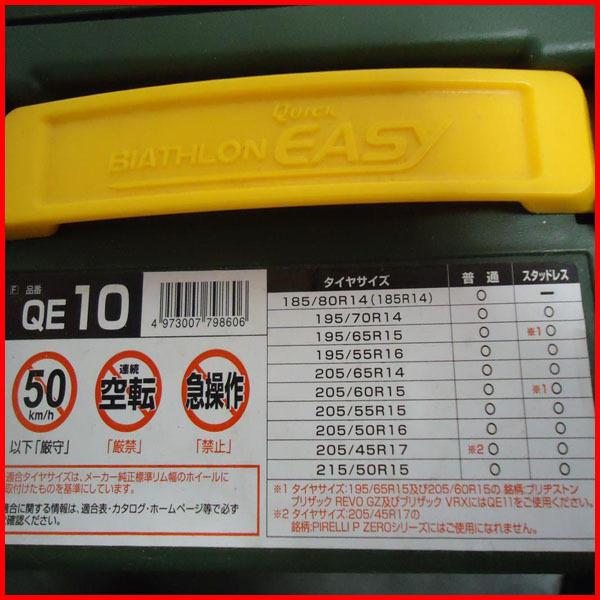 QUICK
BIATHLON EASY
F 品番
QE 10
4 973007 798606
50
km/h
以下「厳守」
連続
空転
「厳禁」
急操作
「禁止」
適合タイヤサイズは、メーカー純正標準リム幅のホイールに
取付けたものを基準にしています。
合に関する情報は、適合表・カタログ・ホームページ等で必ず
ご確認ください。
タイヤサイズ 普通 スタッドレス
185/80R14(185R14) ○ ー
195/70R14 ○ ○
195/65R15 ○ ※1○
195/55R16 ○ ○
205/65R14 ○ ○
205/60R15 ○ ※1○
205/55R15 ○ ○
205/50R16 ○ ○
205/45R17 ※2○ ○
215/50R15 ○ ○
※1 タイヤサイズ:195/65R15及び205/60R15の 銘柄:ブリヂストン
ブリザック REVO GZ及びブリザック VRXにはQE11をご使用ください。
※2 タイヤサイズ:205/45R17の
銘柄:PIRELLI P ZEROシリーズにはご使用になれません。